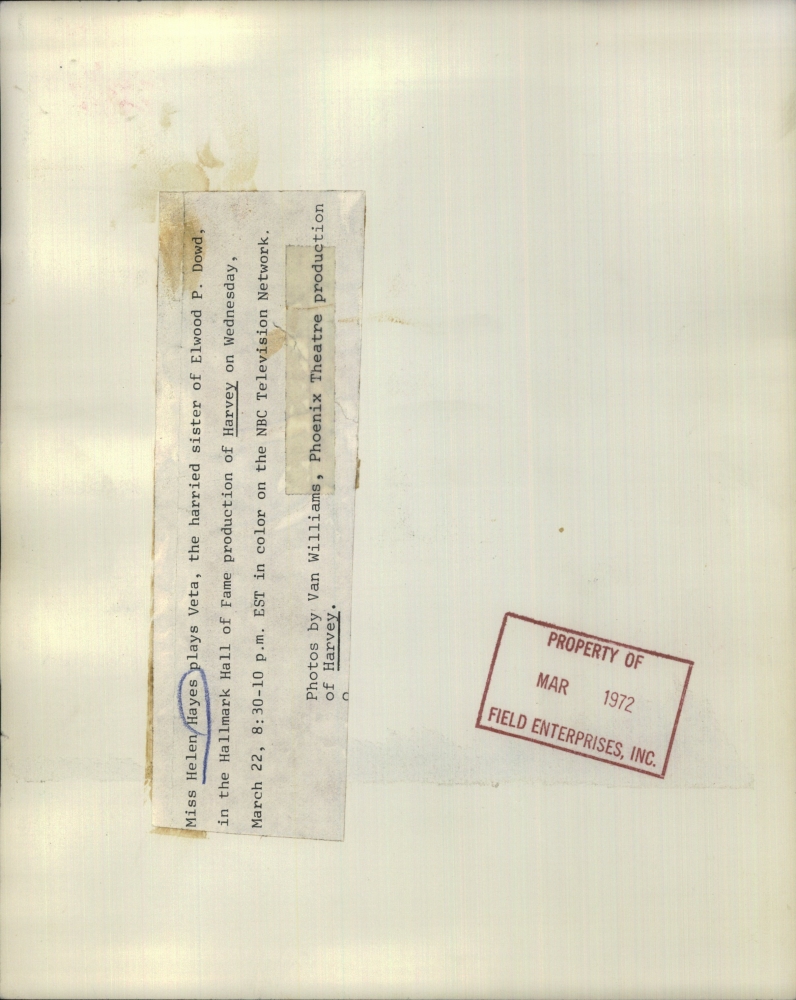 Miss Helen Hayes plays Veta, the harried sister of Elwood P. Dowd,
in the Hallmark Hall of Fame production of Harvey on Wednesday,
March 22, 8:30-10 p.m. EST in color on the NBC Television Network.
Photos by Van Williams, Phoenix Theatre production
of Harvey.
PROPERTY OF
MAR 1972
FIELD ENTERPRISES, INC.